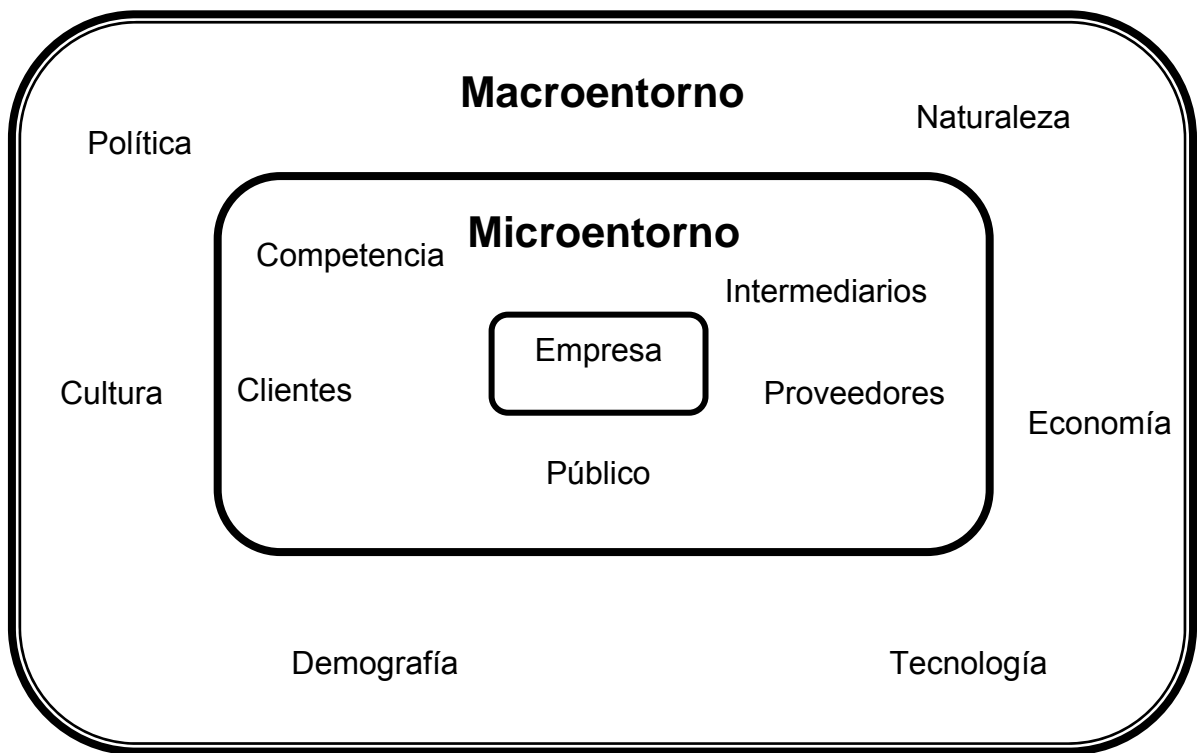 Macroentorno
Naturaleza
Política
Microentorno
Competencia
Intermediarios
Empresa
Cultura
Clientes
Proveedores
Economía
Público
Demografía
Tecnología